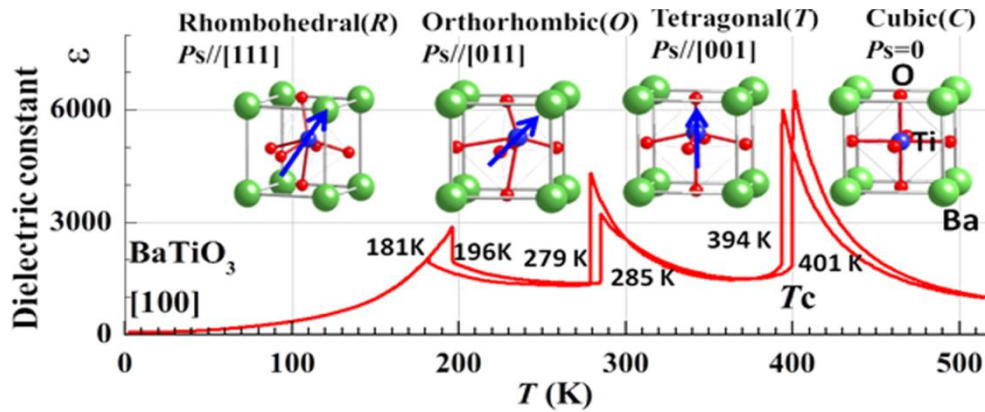 Rhombohedral(R) Orthorhombic(O) Tetragonal(T) Cubic(C)
Ps//[111] Ps//[011] Ps//[001] Ps=0
Dielectric constant ε
6000
3000
0
O
Ti
Ba
181K 196K 279 K 285 K 394 K 401 K
BaTiO₃
[100]
Tc
0 100 200 300 400 500
T (K)